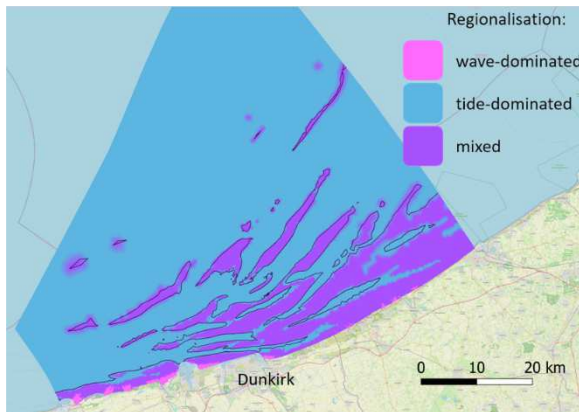 Regionalisation:
wave-dominated
tide-dominated
mixed
Dunkirk
0 10 20 km